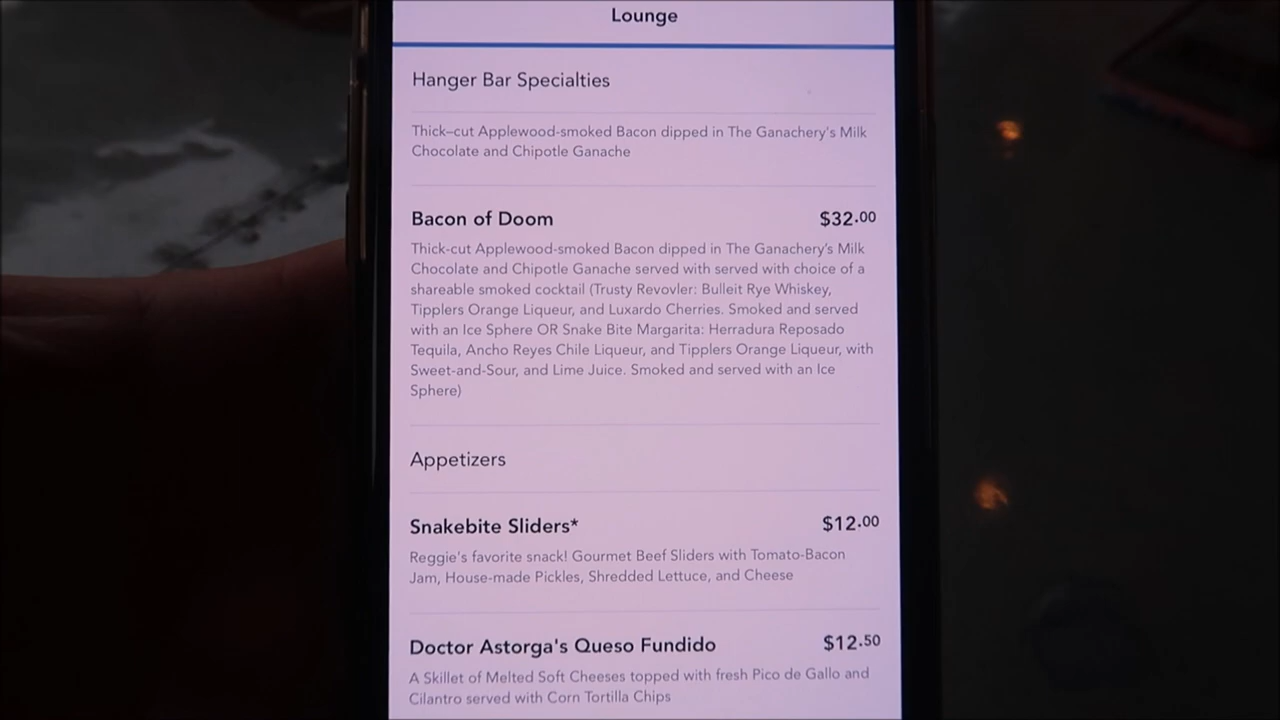 Lounge
Hanger Bar Specialties
Thick–cut Applewood-smoked Bacon dipped in The Ganachery's Milk
Chocolate and Chipotle Ganache
Bacon of Doom $32.00
Thick-cut Applewood-smoked Bacon dipped in The Ganachery's Milk
Chocolate and Chipotle Ganache served with served with choice of a
shareable smoked cocktail (Trusty Revovler: Bulleit Rye Whiskey,
Tipplers Orange Liqueur, and Luxardo Cherries. Smoked and served
with an Ice Sphere OR Snake Bite Margarita: Herradura Reposado
Tequila, Ancho Reyes Chile Liqueur, and Tipplers Orange Liqueur, with
Sweet-and-Sour, and Lime Juice. Smoked and served with an Ice
Sphere)
Appetizers
Snakebite Sliders* $12.00
Reggie's favorite snack! Gourmet Beef Sliders with Tomato-Bacon
Jam, House-made Pickles, Shredded Lettuce, and Cheese
Doctor Astorga's Queso Fundido $12.50
A Skillet of Melted Soft Cheeses topped with fresh Pico de Gallo and
Cilantro served with Corn Tortilla Chips